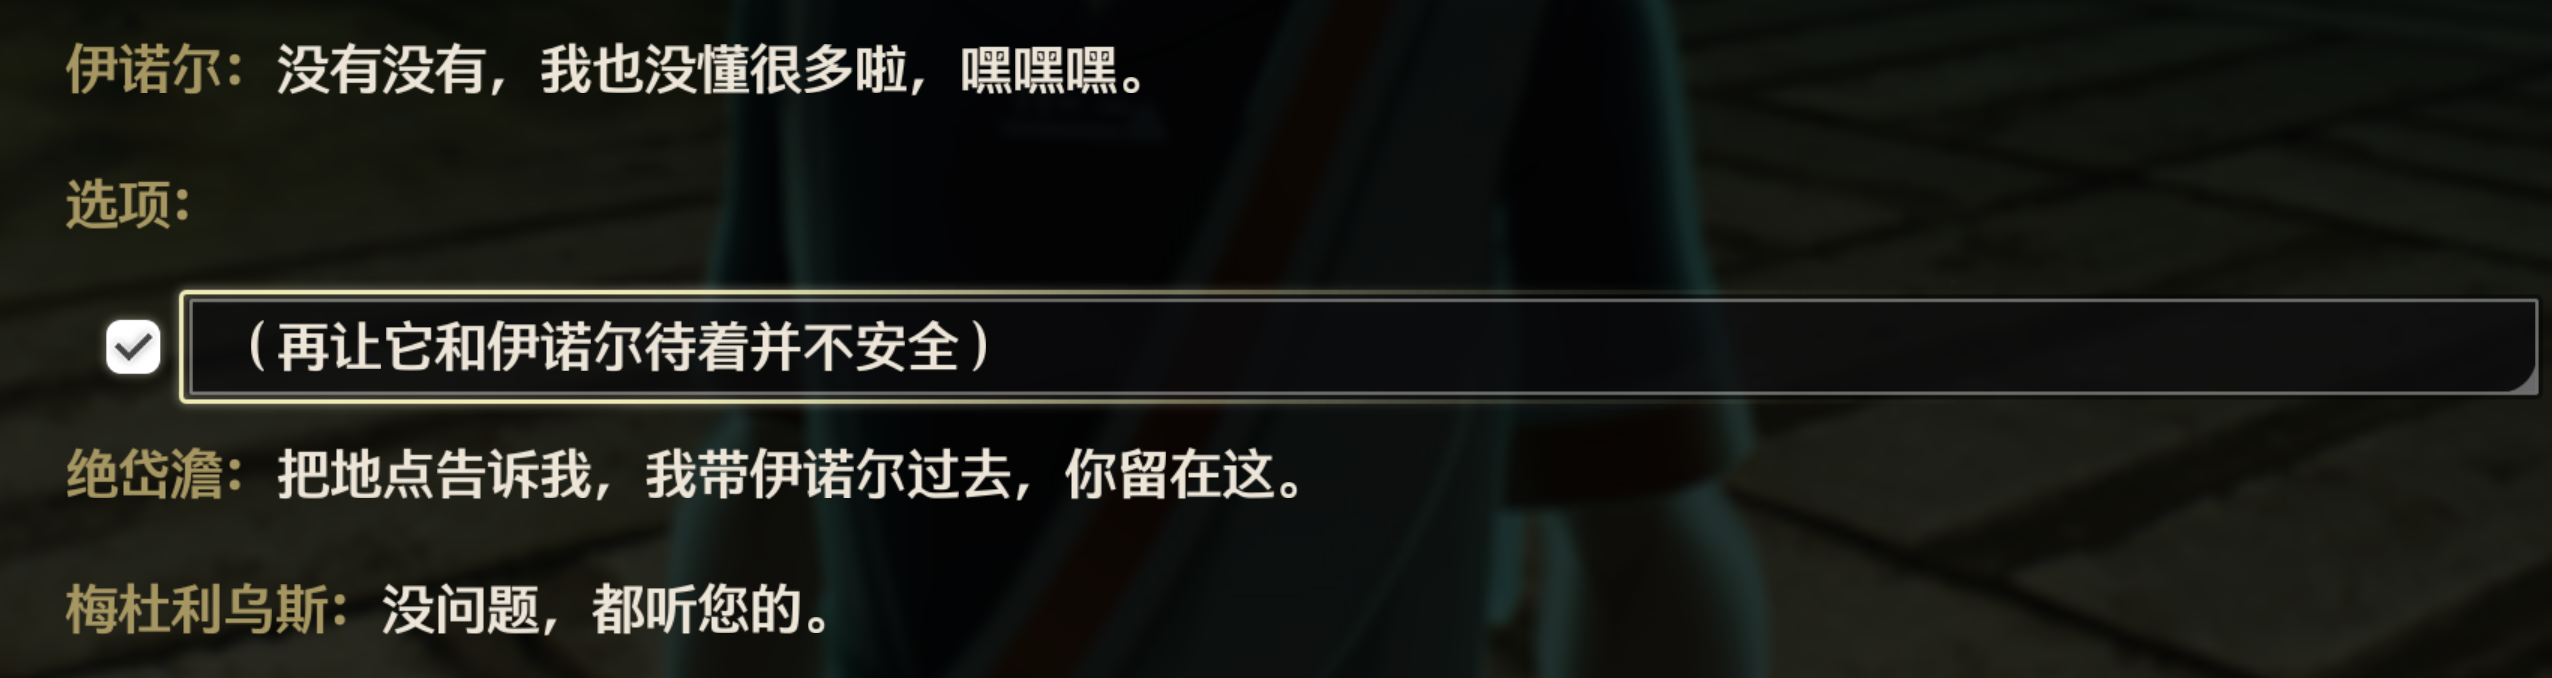 伊诺尔：没有没有，我也没懂很多啦，嘿嘿嘿。
选项：
（再让它和伊诺尔待着并不安全）
绝岱澹：把地点告诉我，我带伊诺尔过去，你留在这。
梅杜利乌斯：没问题，都听您的。